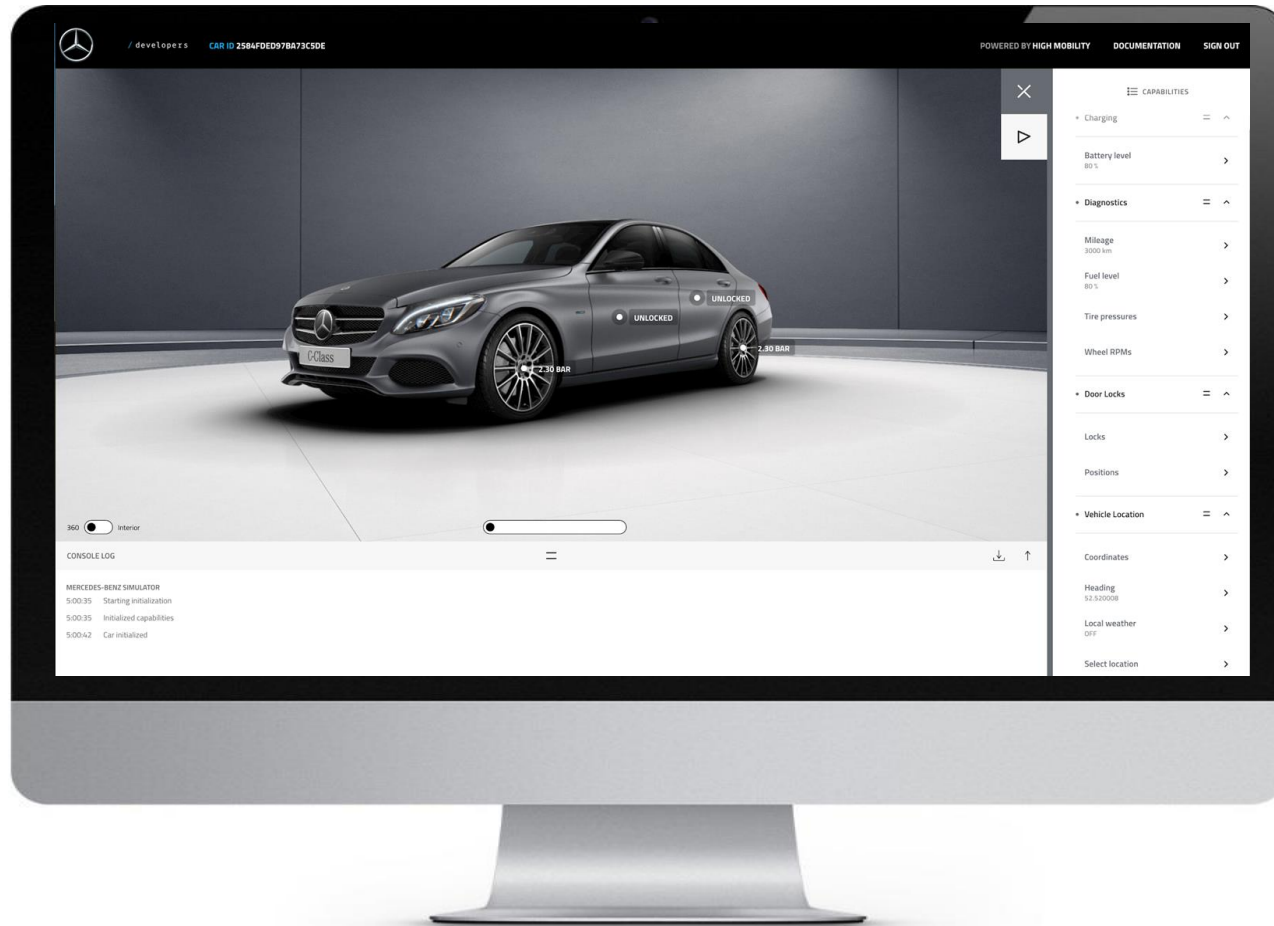 / developers CAR ID 2584FDED97BA73C5DE POWERED BY HIGH MOBILITY DOCUMENTATION SIGN OUT
CAPABILITIES
Charging
Battery level
80 %
Diagnostics
Mileage
3000 km
Fuel level
80 %
Tire pressures
Wheel RPMs
Door Locks
Locks
Positions
Vehicle Location
Coordinates
Heading
52.520008
Local weather
OFF
Select location
UNLOCKED
UNLOCKED
2.30 BAR
2.30 BAR
C-Class
360 Interior
CONSOLE LOG
MERCEDES-BENZ SIMULATOR
5:00:35 Starting initialization
5:00:35 Initialized capabilities
5:00:42 Car initialized